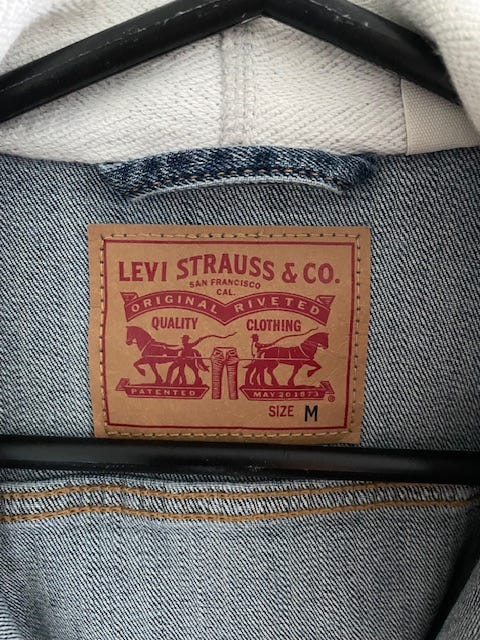 LEVI STRAUSS & CO.
SAN FRANCISCO
CAL.
ORIGINAL RIVETED
QUALITY CLOTHING
PATENTED MAY 20 1873 ®
SIZE M